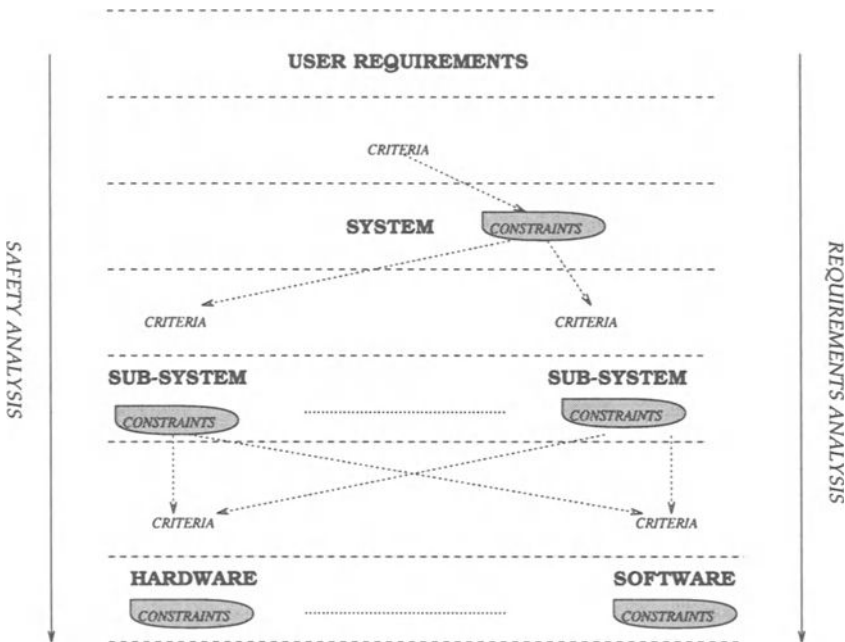 USER REQUIREMENTS
CRITERIA
SYSTEM
CONSTRAINTS
CRITERIA
CRITERIA
SUB-SYSTEM
SUB-SYSTEM
CONSTRAINTS
CONSTRAINTS
CRITERIA
CRITERIA
HARDWARE
SOFTWARE
CONSTRAINTS
CONSTRAINTS
SAFETY ANALYSIS
REQUIREMENTS ANALYSIS